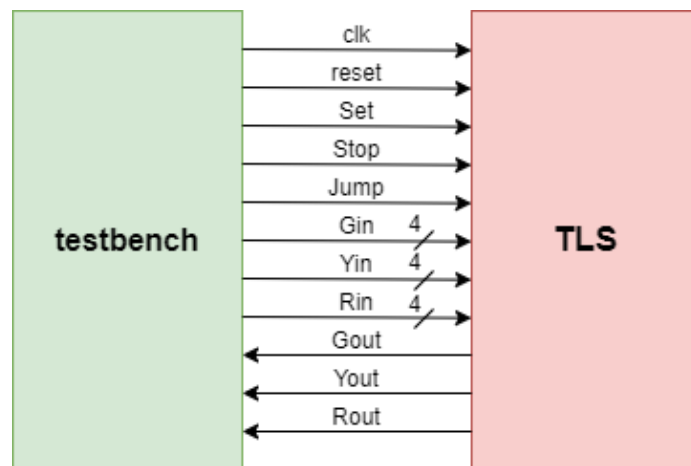 clk
reset
Set
Stop
Jump
testbench
Gin 4
TLS
Yin 4
Rin 4
Gout
Yout
Rout